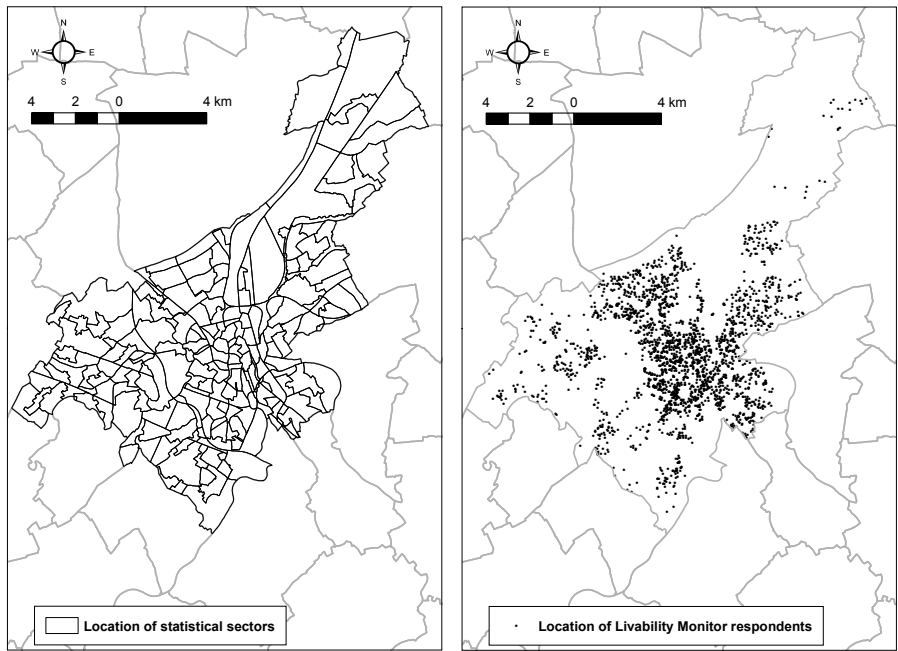 N
W E
S
4 2 0 4 km
Location of statistical sectors
N
W E
S
4 2 0 4 km
Location of Livability Monitor respondents